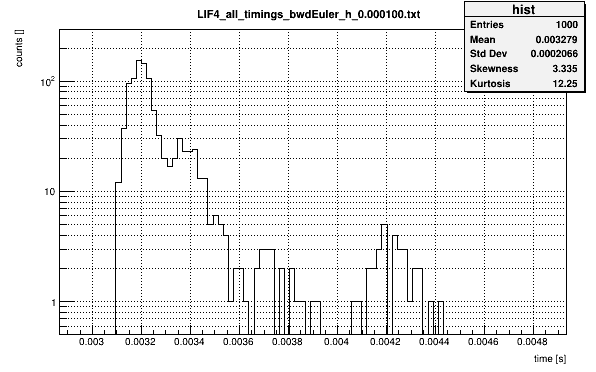 LIF4_all_timings_bwdEuler_h_0.000100.txt
hist
Entries 1000
Mean 0.003279
Std Dev 0.0002066
Skewness 3.335
Kurtosis 12.25
counts []
10²
10
1
0.003 0.0032 0.0034 0.0036 0.0038 0.004 0.0042 0.0044 0.0046 0.0048
time [s]